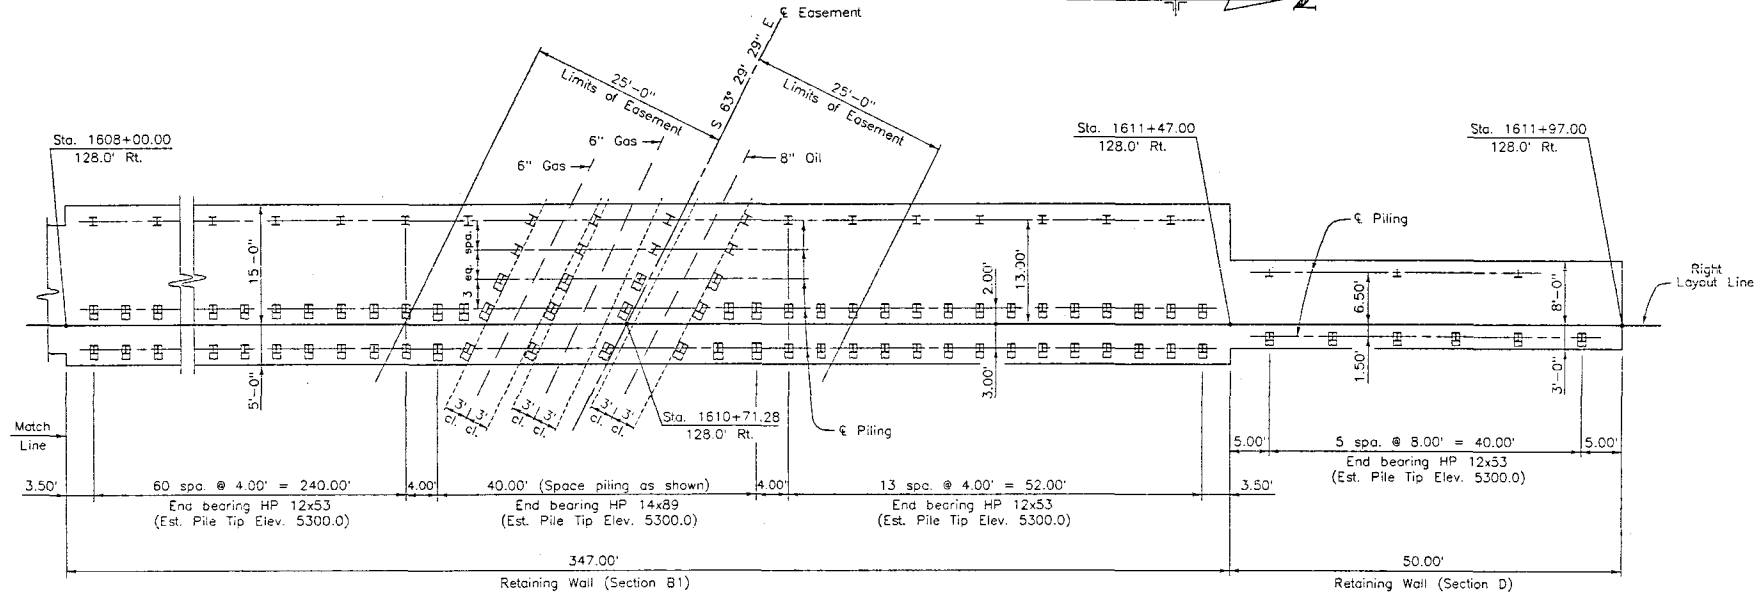 ℄ Easement
S 63° 29' 29" E
25'-0"
Limits of Easement
25'-0"
Limits of Easement
Sta. 1608+00.00
128.0' Rt.
6" Gas
6" Gas
8" Oil
Sta. 1611+47.00
128.0' Rt.
Sta. 1611+97.00
128.0' Rt.
℄ Piling
15'-0"
3 eq. spa.
2.00'
13.00'
6.50'
8'-0"
Right
Layout Line
5'-0"
3.00'
1.50'
3'-0"
3'
cl.
3'
cl.
3'
cl.
3'
cl.
3'
cl.
3'
cl.
Sta. 1610+71.28
128.0' Rt.
℄ Piling
Match
Line
5.00'
5 spa. @ 8.00' = 40.00'
5.00'
End bearing HP 12x53
(Est. Pile Tip Elev. 5300.0)
3.50'
60 spa. @ 4.00' = 240.00'
4.00'
40.00' (Space piling as shown)
4.00'
13 spa. @ 4.00' = 52.00'
3.50'
End bearing HP 12x53
End bearing HP 14x89
End bearing HP 12x53
(Est. Pile Tip Elev. 5300.0)
(Est. Pile Tip Elev. 5300.0)
(Est. Pile Tip Elev. 5300.0)
347.00'
50.00'
Retaining Wall (Section B1)
Retaining Wall (Section D)